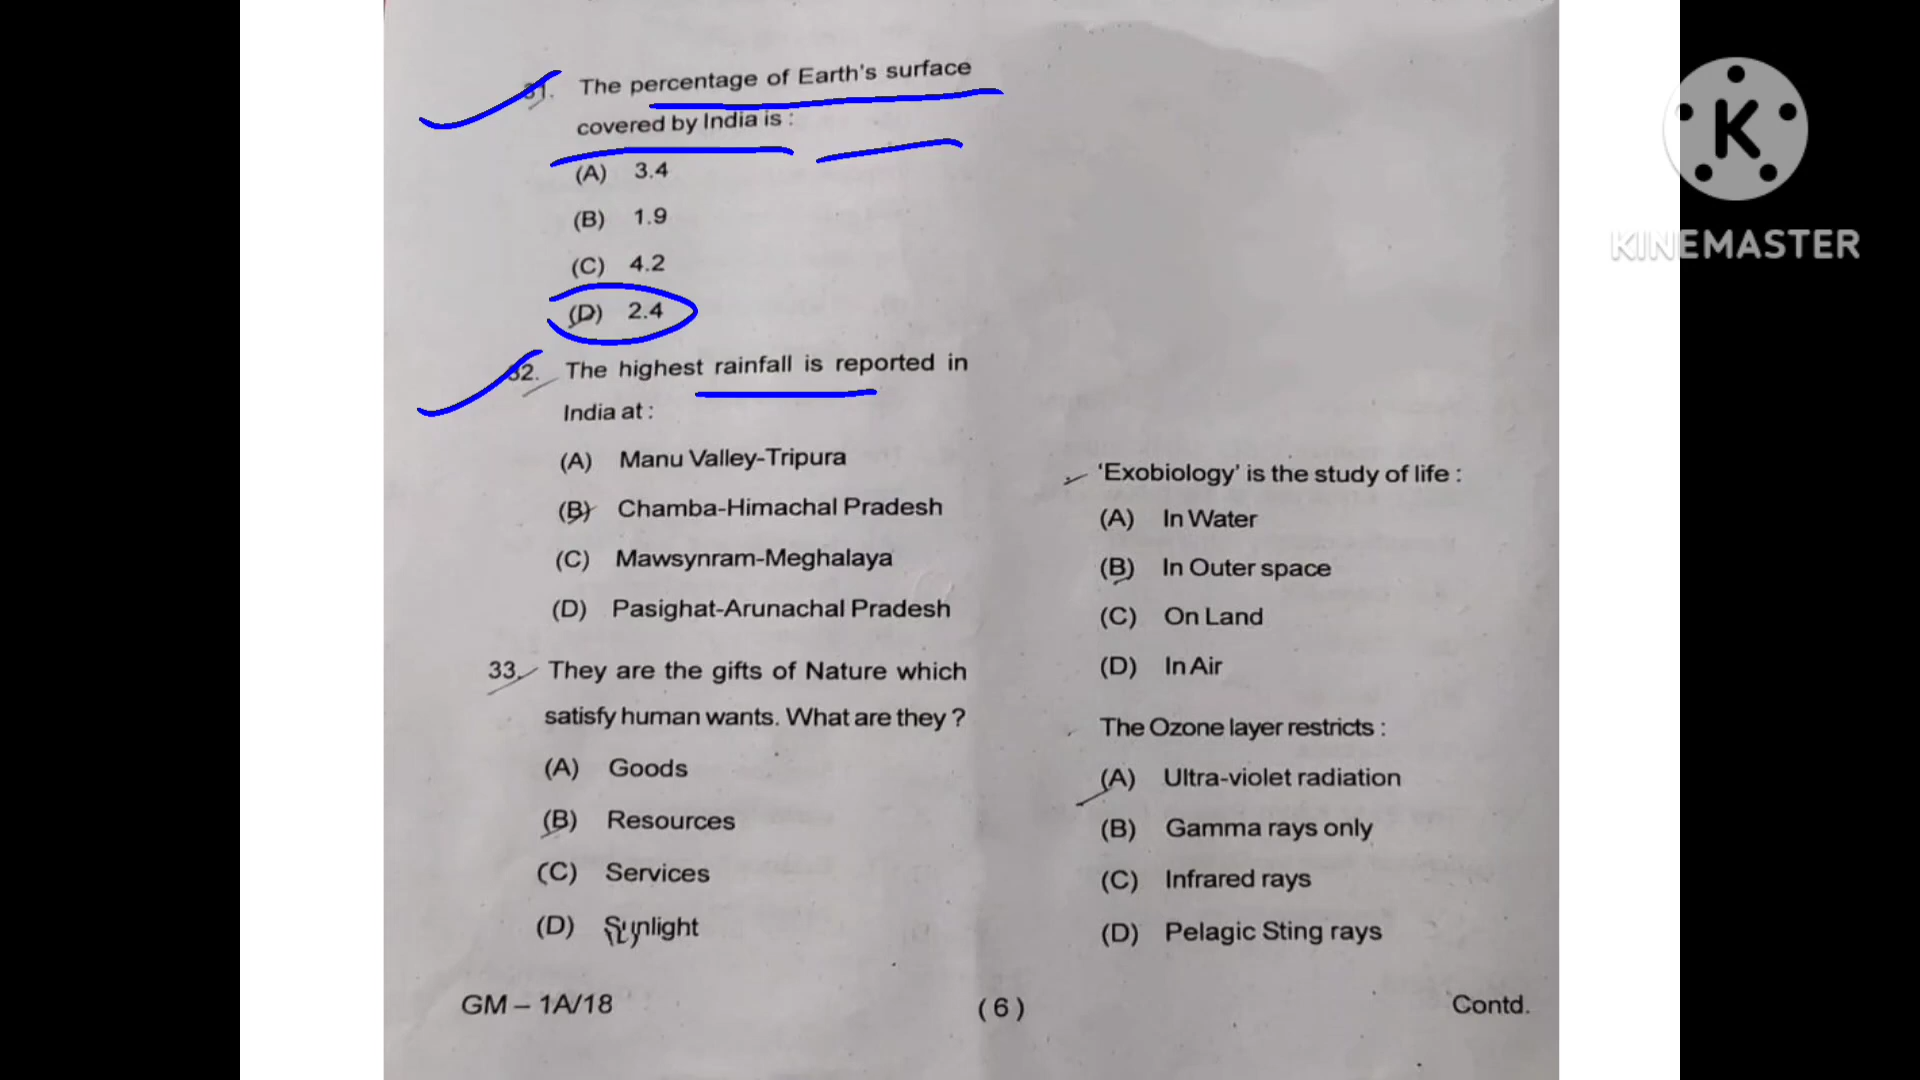 31. The percentage of Earth's surface
covered by India is :
(A) 3.4
(B) 1.9
(C) 4.2
(D) 2.4
32. The highest rainfall is reported in
India at :
(A) Manu Valley-Tripura
(B) Chamba-Himachal Pradesh
(C) Mawsynram-Meghalaya
(D) Pasighat-Arunachal Pradesh
33. They are the gifts of Nature which
satisfy human wants. What are they ?
(A) Goods
(B) Resources
(C) Services
(D) Sunlight
'Exobiology' is the study of life :
(A) In Water
(B) In Outer space
(C) On Land
(D) In Air
The Ozone layer restricts :
(A) Ultra-violet radiation
(B) Gamma rays only
(C) Infrared rays
(D) Pelagic Sting rays
GM – 1A/18
( 6 )
Contd.
K
KINEMASTER